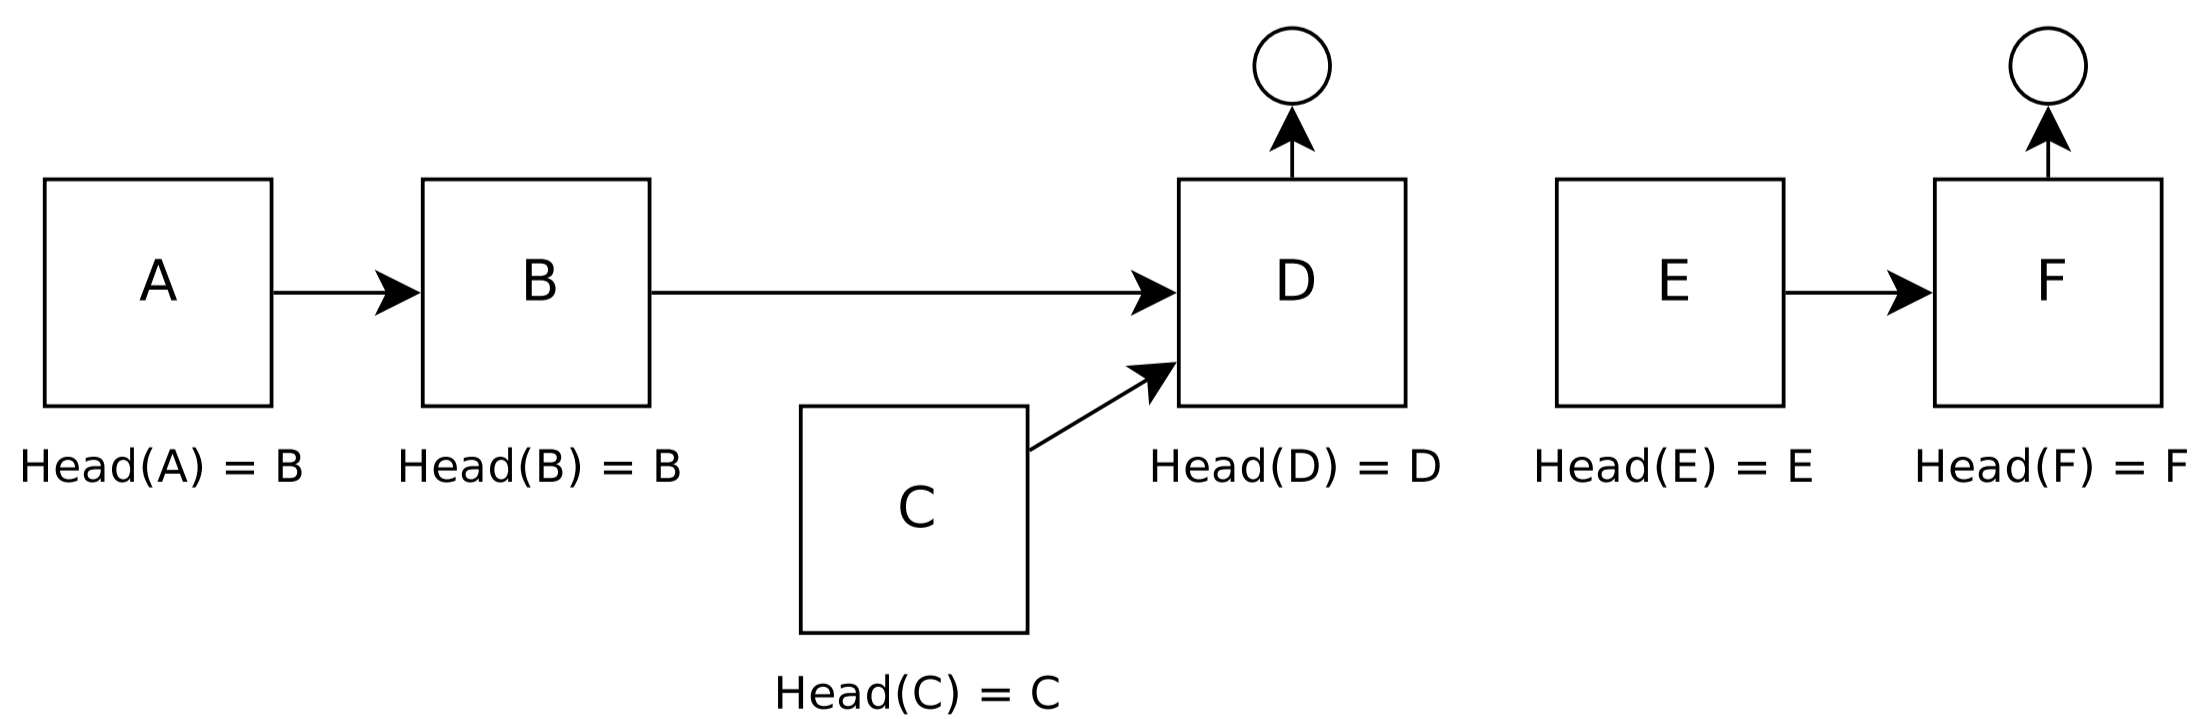 A
B
D
E
F
Head(A) = B
Head(B) = B
Head(D) = D
Head(E) = E
Head(F) = F
C
Head(C) = C